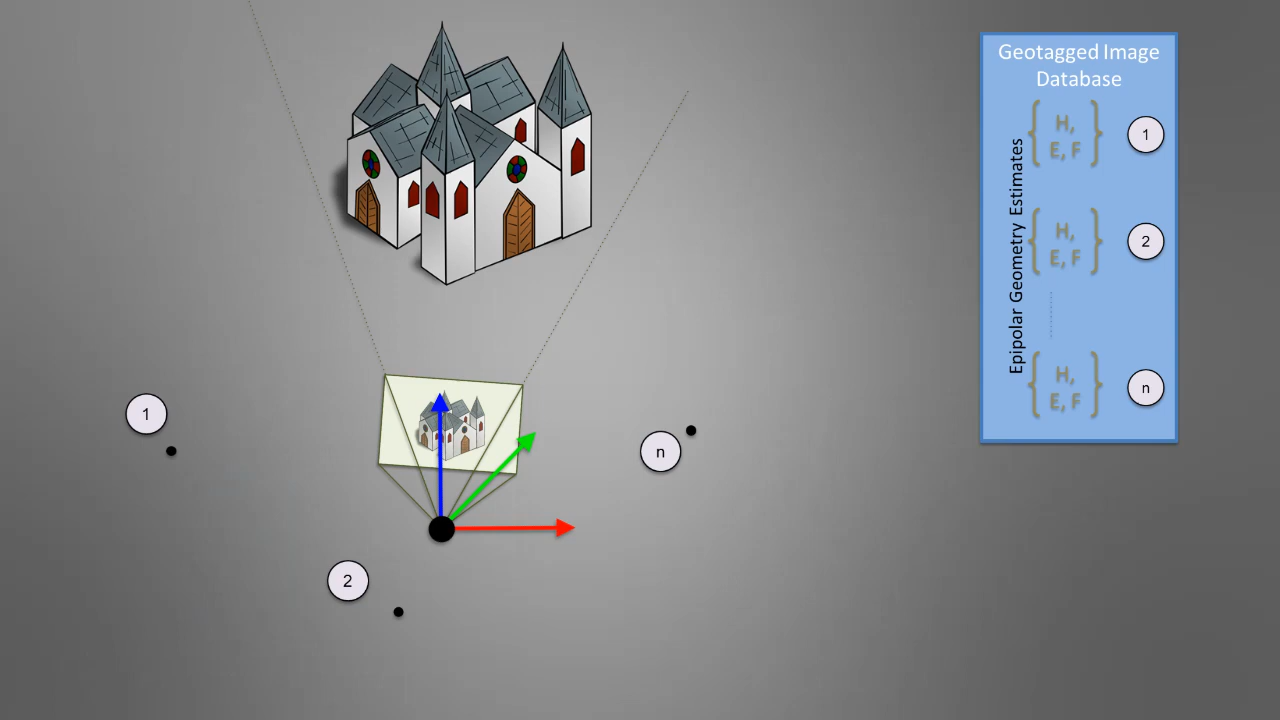 Geotagged Image
Database
Epipolar Geometry Estimates
{ H, }
E, F
1
{ H, }
E, F
2
{ H, }
E, F
n
1
n
2